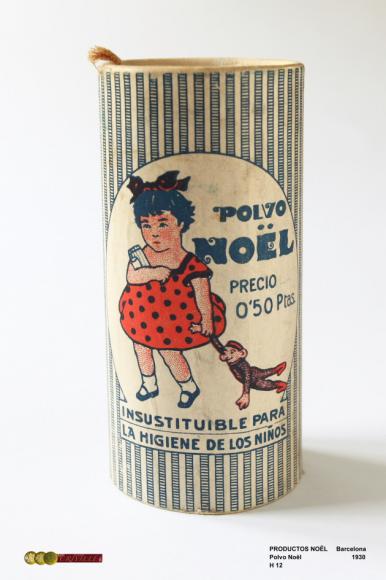 POLVO
NOËL
PRECIO
0'50 Ptas.
INSUSTITUIBLE PARA
LA HIGIENE DE LOS NIÑOS
PRODUCTOS NOËL Barcelona
Polvo Noël 1930
H 12